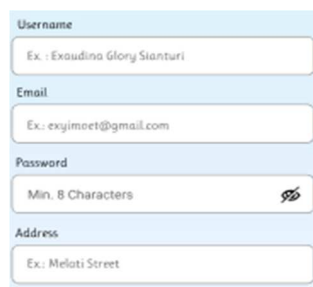 Username
Ex. : Exaudina Glory Sianturi
Email
Ex.: exyimoet@gmail.com
Password
Min. 8 Characters
Address
Ex.: Melati Street